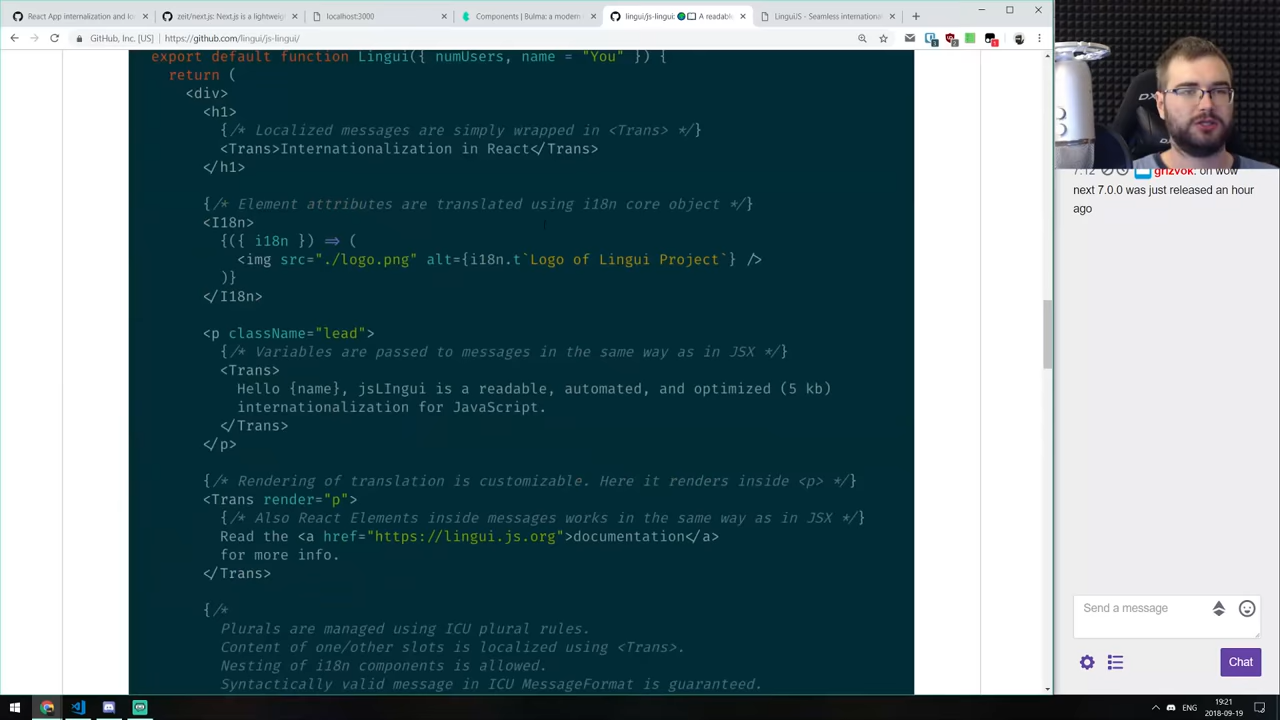 React App internalization and lo
zeit/next.js: Next.js is a lightweig
localhost:3000
Components | Bulma: a modern
lingui/js-lingui: A readable
LinguiJS - Seamless internationa
GitHub, Inc. [US] https://github.com/lingui/js-lingui/
export default function Lingui({ numUsers, name = "You" }) {
return (
<div>
<h1>
{/* Localized messages are simply wrapped in <Trans> */}
<Trans>Internationalization in React</Trans>
</h1>
{/* Element attributes are translated using i18n core object */}
<I18n>
{({ i18n }) => (
<img src="./logo.png" alt={i18n.t`Logo of Lingui Project`} />
)}
</I18n>
<p className="lead">
{/* Variables are passed to messages in the same way as in JSX */}
<Trans>
Hello {name}, jsLIngui is a readable, automated, and optimized (5 kb)
internationalization for JavaScript.
</Trans>
</p>
{/* Rendering of translation is customizable. Here it renders inside <p> */}
<Trans render="p">
{/* Also React Elements inside messages works in the same way as in JSX */}
Read the <a href="https://lingui.js.org">documentation</a>
for more info.
</Trans>
{/*
Plurals are managed using ICU plural rules.
Content of one/other slots is localized using <Trans>.
Nesting of i18n components is allowed.
Syntactically valid message in ICU MessageFormat is guaranteed.
DX
7:12 grizvok: oh wow
next 7.0.0 was just released an hour
ago
Send a message
Chat
ENG
19:21
2018-09-19